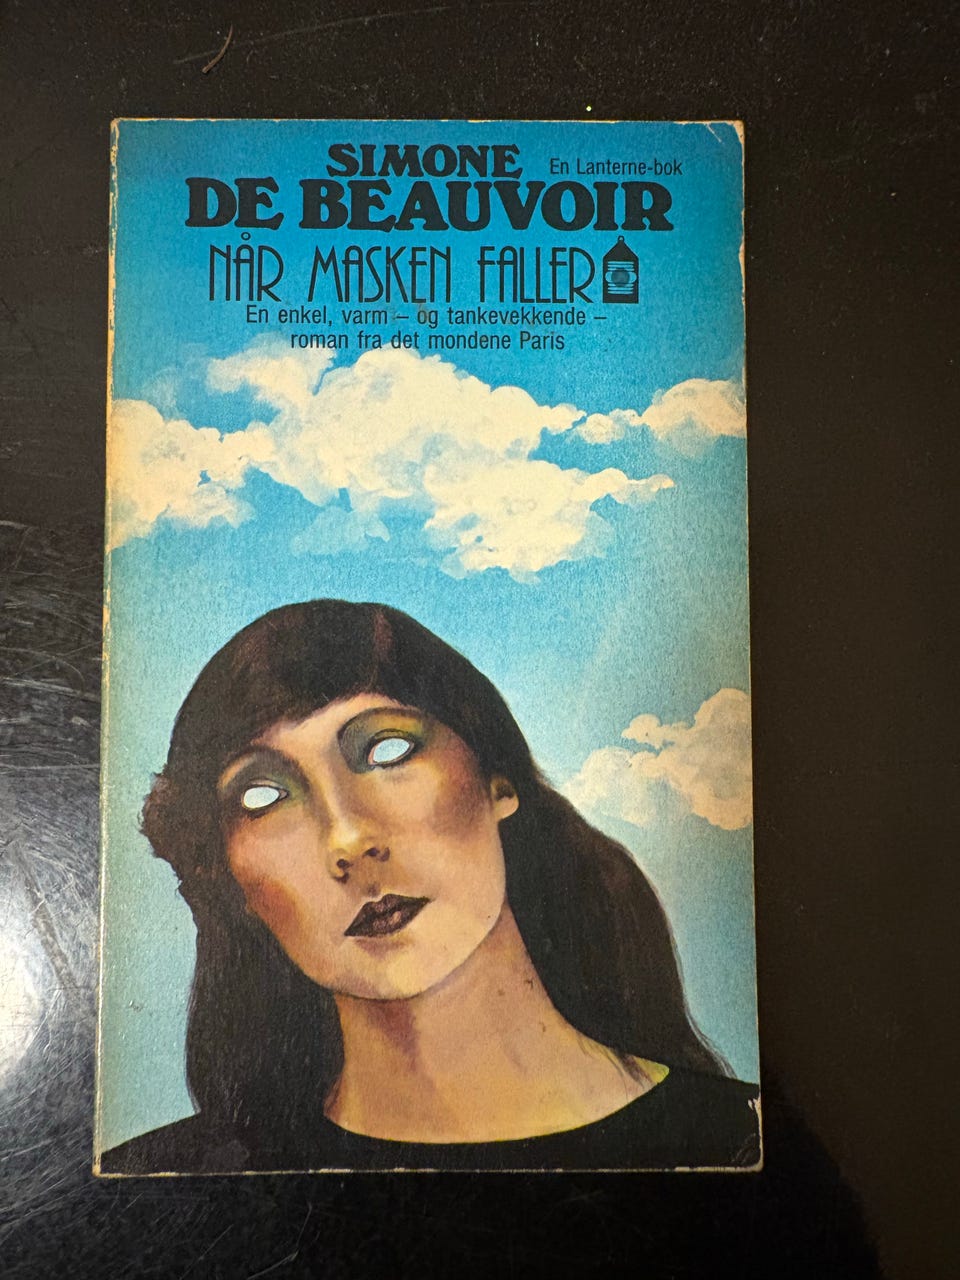 SIMONE
En Lanterne-bok
DE BEAUVOIR
NÅR MASKEN FALLER
En enkel, varm – og tankevekkende –
roman fra det mondene Paris